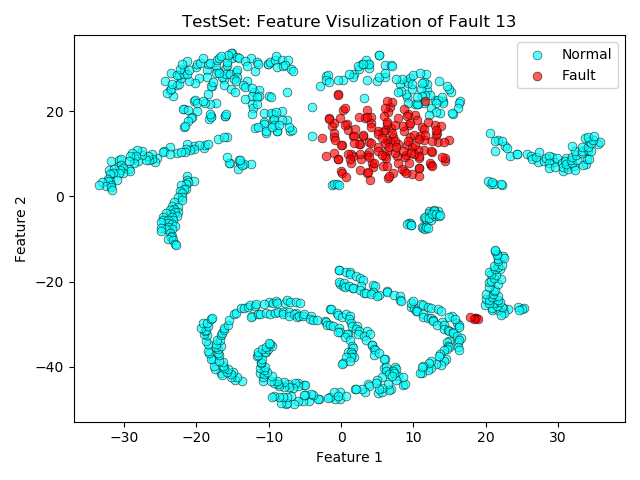 TestSet: Feature Visulization of Fault 13
Normal
Fault
20
0
−20
−40
Feature 2
−30
−20
−10
0
10
20
30
Feature 1